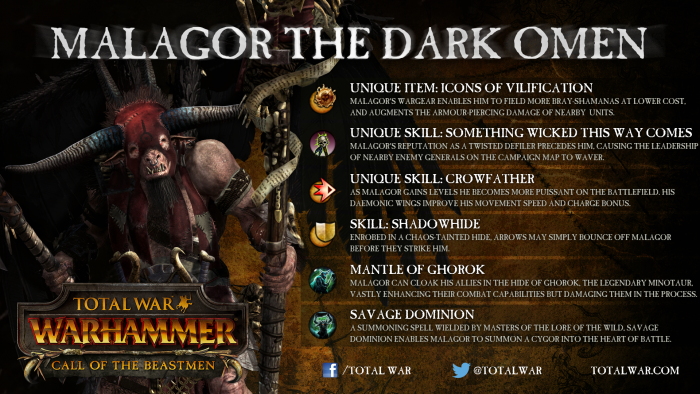 MALAGOR THE DARK OMEN
UNIQUE ITEM: ICONS OF VILIFICATION
MALAGOR'S WARGEAR ENABLES HIM TO FIELD MORE BRAY-SHAMANAS AT LOWER COST,
AND AUGMENTS THE ARMOUR-PIERCING DAMAGE OF NEARBY UNITS.
UNIQUE SKILL: SOMETHING WICKED THIS WAY COMES
MALAGOR'S REPUTATION AS A TWISTED DEFILER PRECEDES HIM, CAUSING THE LEADERSHIP
OF NEARBY ENEMY GENERALS ON THE CAMPAIGN MAP TO WAVER.
UNIQUE SKILL: CROWFATHER
AS MALAGOR GAINS LEVELS HE BECOMES MORE PUISSANT ON THE BATTLEFIELD. HIS
DAEMONIC WINGS IMPROVE HIS MOVEMENT SPEED AND CHARGE BONUS.
SKILL: SHADOWHIDE
ENROBED IN A CHAOS-TAINTED HIDE, ARROWS MAY SIMPLY BOUNCE OFF MALAGOR
BEFORE THEY STRIKE HIM.
MANTLE OF GHOROK
MALAGOR CAN CLOAK HIS ALLIES IN THE HIDE OF GHOROK, THE LEGENDARY MINOTAUR.
VASTLY ENHANCING THEIR COMBAT CAPABILITIES BUT DAMAGING THEM IN THE PROCESS.
SAVAGE DOMINION
A SUMMONING SPELL WIELDED BY MASTERS OF THE LORE OF THE WILD, SAVAGE
DOMINION ENABLES MALAGOR TO SUMMON A CYGOR INTO THE HEART OF BATTLE.
TOTAL WAR
WARHAMMER
CALL OF THE BEASTMEN
f /TOTAL WAR
@TOTALWAR
TOTALWAR.COM